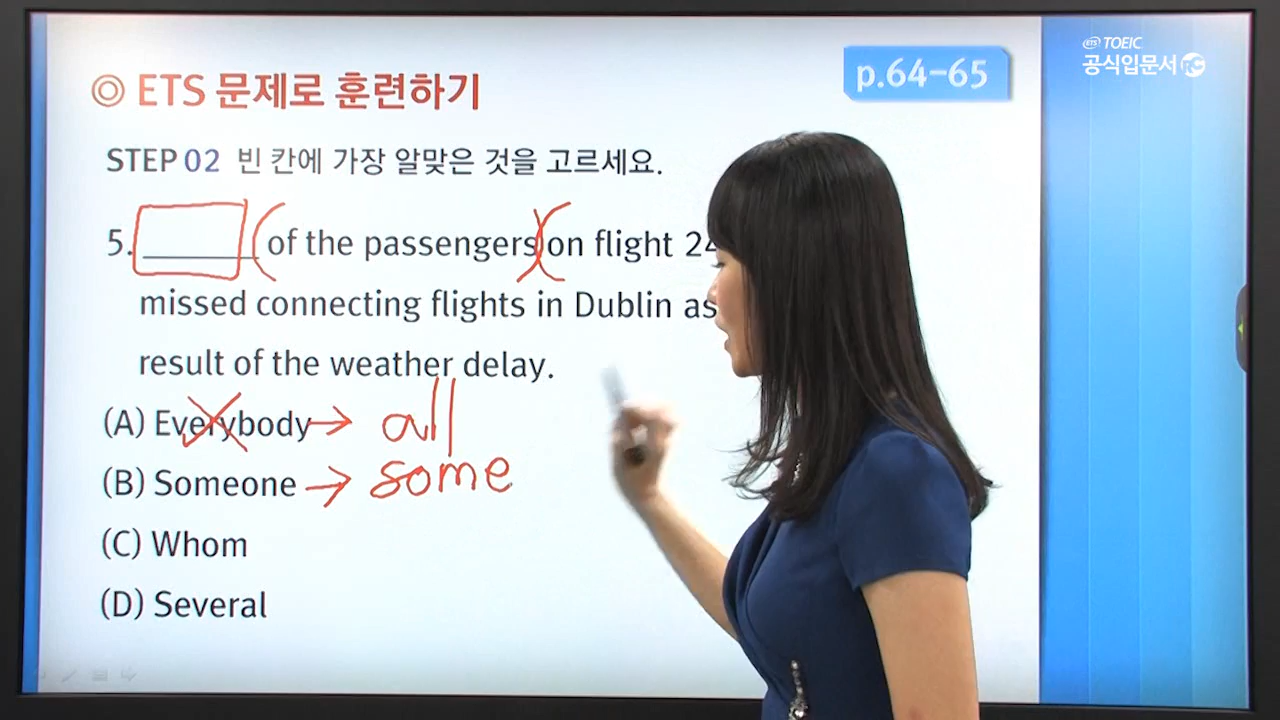 ETS TOEIC
공식입문서 RC
p.64-65
◎ ETS 문제로 훈련하기
STEP 02 빈 칸에 가장 알맞은 것을 고르세요.
5. ______ ( of the passengers ) ( on flight 24
missed connecting flights in Dublin as
result of the weather delay.
(A) Everybody → all
(B) Someone → some
(C) Whom
(D) Several